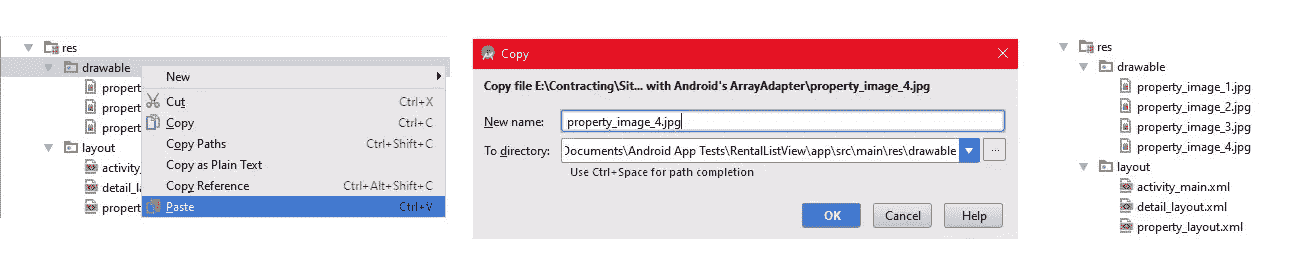 res
drawable
proper
proper
proper
layout
activity_
detail_la
propert
New
Cut Ctrl+X
Copy Ctrl+C
Copy Paths Ctrl+Shift+C
Copy as Plain Text
Copy Reference Ctrl+Alt+Shift+C
Paste Ctrl+V
Copy
Copy file E:\Contracting\Sit... with Android's ArrayAdapter\property_image_4.jpg
New name: property_image_4.jpg
To directory: Documents\Android App Tests\RentalListView\app\src\main\res\drawable ...
Use Ctrl+Space for path completion
OK Cancel Help
res
drawable
property_image_1.jpg
property_image_2.jpg
property_image_3.jpg
property_image_4.jpg
layout
activity_main.xml
detail_layout.xml
property_layout.xml